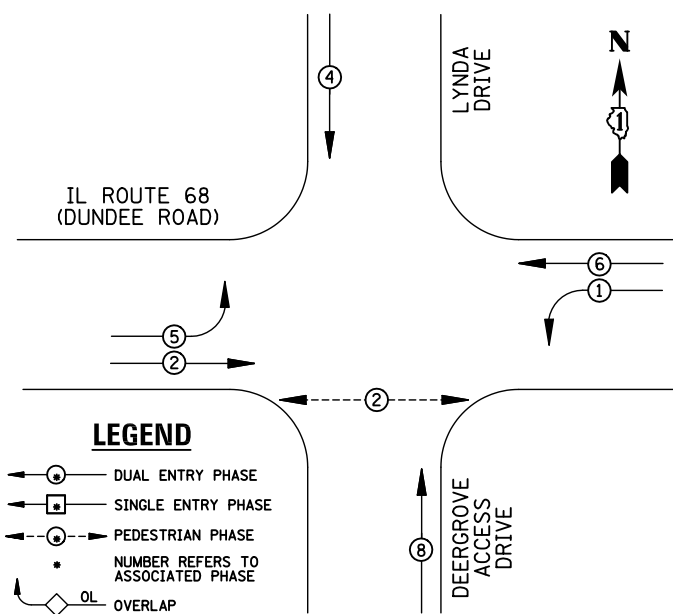 4
LYNDA
DRIVE
N
1
IL ROUTE 68
(DUNDEE ROAD)
6
1
5
2
2
LEGEND
* DUAL ENTRY PHASE
* SINGLE ENTRY PHASE
* PEDESTRIAN PHASE
* NUMBER REFERS TO
ASSOCIATED PHASE
OL OVERLAP
8
DEERGROVE
ACCESS
DRIVE